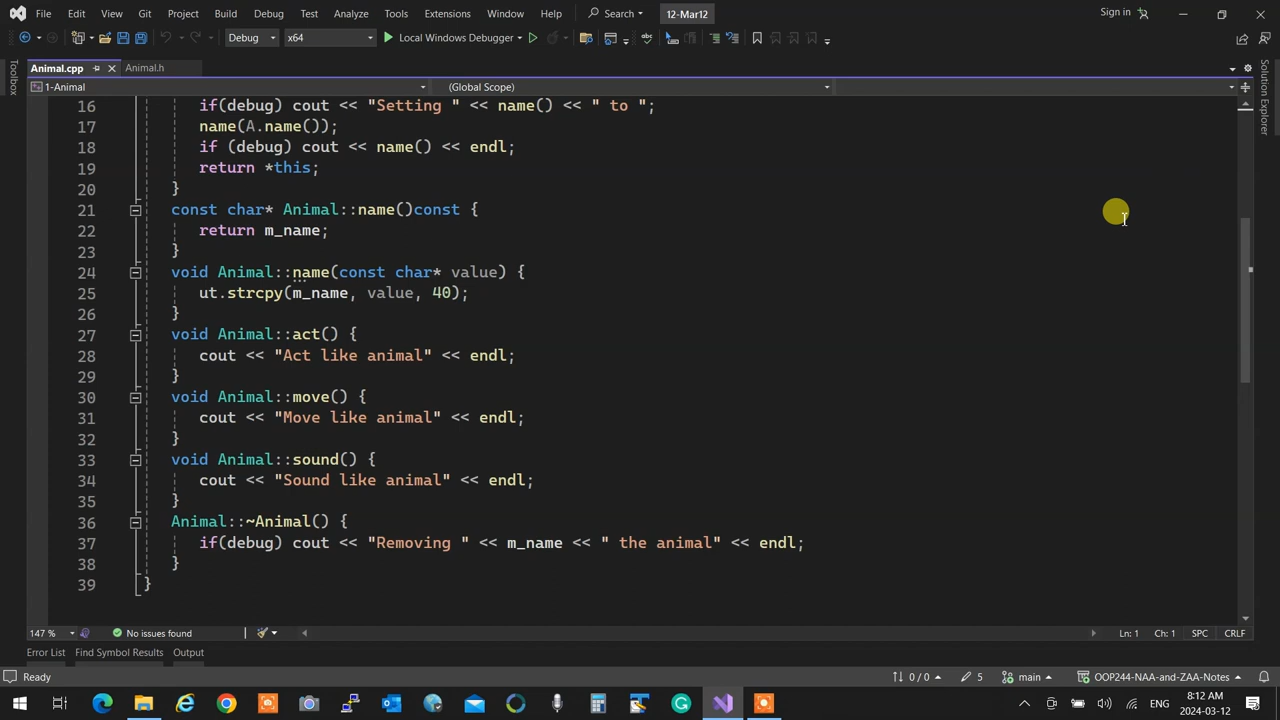 File Edit View Git Project Build Debug Test Analyze Tools Extensions Window Help Search 12-Mar12 Sign in
Debug x64 Local Windows Debugger
Animal.cpp Animal.h
1-Animal (Global Scope)
Toolbox
Solution Explorer
16 if(debug) cout << "Setting " << name() << " to ";
17 name(A.name());
18 if (debug) cout << name() << endl;
19 return *this;
20 }
21 const char* Animal::name()const {
22 return m_name;
23 }
24 void Animal::name(const char* value) {
25 ut.strcpy(m_name, value, 40);
26 }
27 void Animal::act() {
28 cout << "Act like animal" << endl;
29 }
30 void Animal::move() {
31 cout << "Move like animal" << endl;
32 }
33 void Animal::sound() {
34 cout << "Sound like animal" << endl;
35 }
36 Animal::~Animal() {
37 if(debug) cout << "Removing " << m_name << " the animal" << endl;
38 }
39 }
147 % No issues found Ln: 1 Ch: 1 SPC CRLF
Error List Find Symbol Results Output
Ready 0 / 0 5 main OOP244-NAA-and-ZAA-Notes
ENG 8:12 AM
2024-03-12